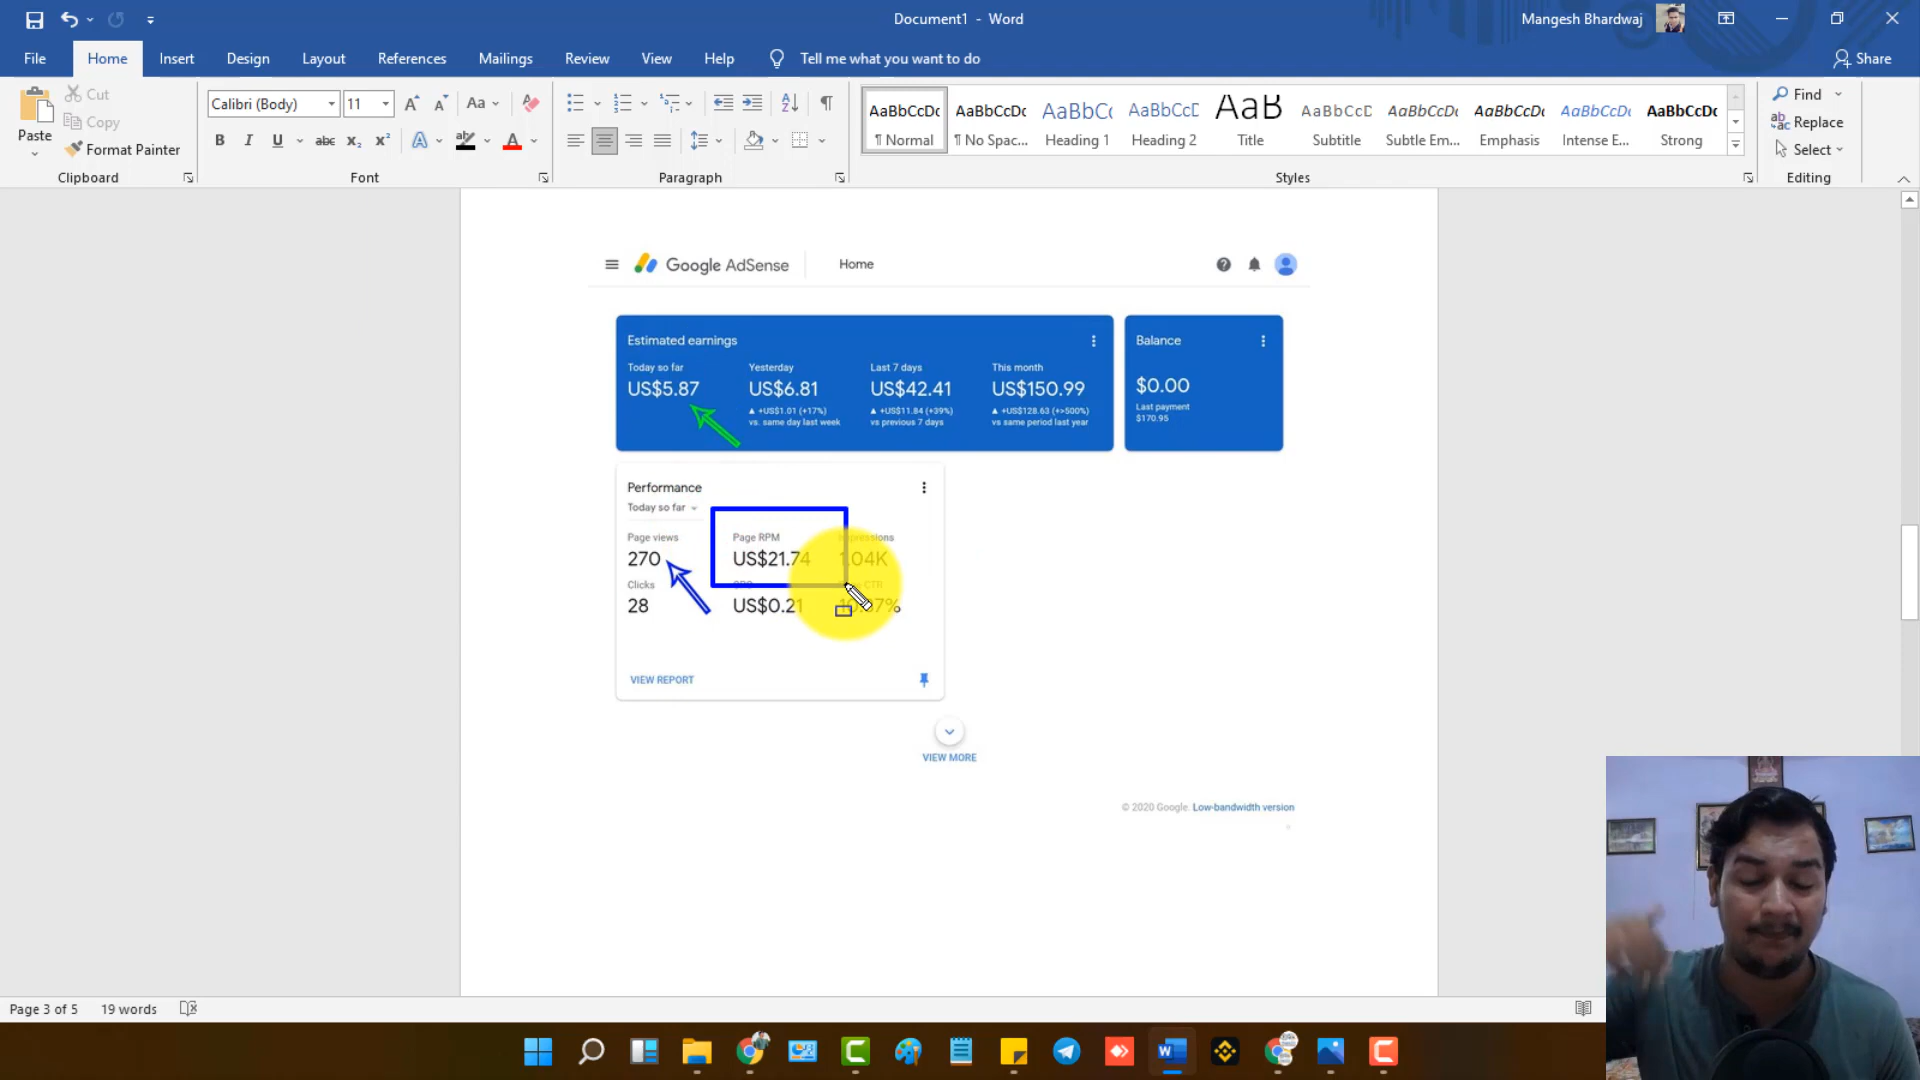 Document1 - Word
Mangesh Bhardwaj
File Home Insert Design Layout References Mailings Review View Help Tell me what you want to do Share
Paste
Cut
Copy
Format Painter
Clipboard
Calibri (Body) 11
Font
Paragraph
AaBbCcDc AaBbCcDc AaBbCc AaBbCcD AaB AaBbCcD AaBbCcDc AaBbCcDc AaBbCcDc AaBbCcDc
¶ Normal ¶ No Spac... Heading 1 Heading 2 Title Subtitle Subtle Em... Emphasis Intense E... Strong
Styles
Find
Replace
Select
Editing
Google AdSense Home
Estimated earnings
Today so far Yesterday Last 7 days This month
US$5.87 US$6.81 US$42.41 US$150.99
+US$1.01 (+17%) +US$11.84 (+39%) +US$128.63 (+>500%)
vs. same day last week vs previous 7 days vs same period last year
Balance
$0.00
Last payment
$170.95
Performance
Today so far
Page views Page RPM Impressions
270 US$21.74 1.04K
Clicks CTR
28 US$0.21
VIEW REPORT
VIEW MORE
© 2020 Google. Low-bandwidth version
Page 3 of 5 19 words